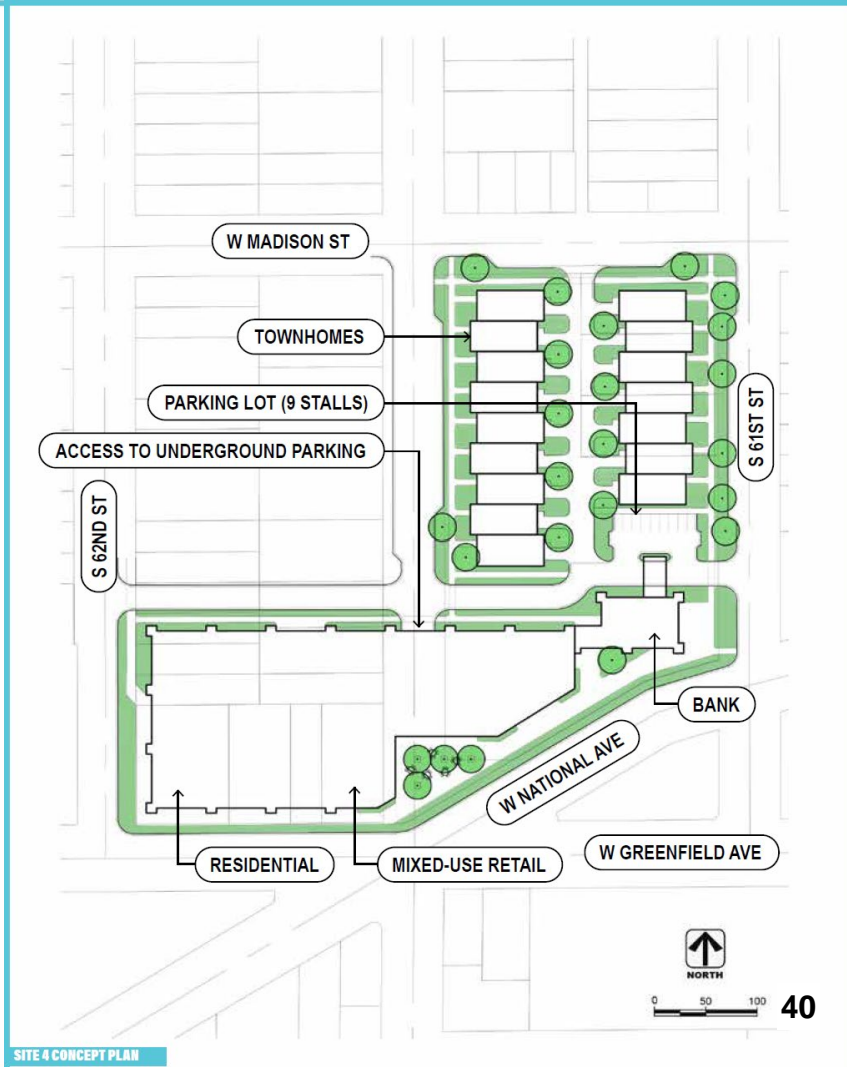 W MADISON ST
TOWNHOMES
PARKING LOT (9 STALLS)
S 61ST ST
ACCESS TO UNDERGROUND PARKING
S 62ND ST
BANK
W NATIONAL AVE
RESIDENTIAL
MIXED-USE RETAIL
W GREENFIELD AVE
NORTH
0 50 100
40
SITE 4 CONCEPT PLAN